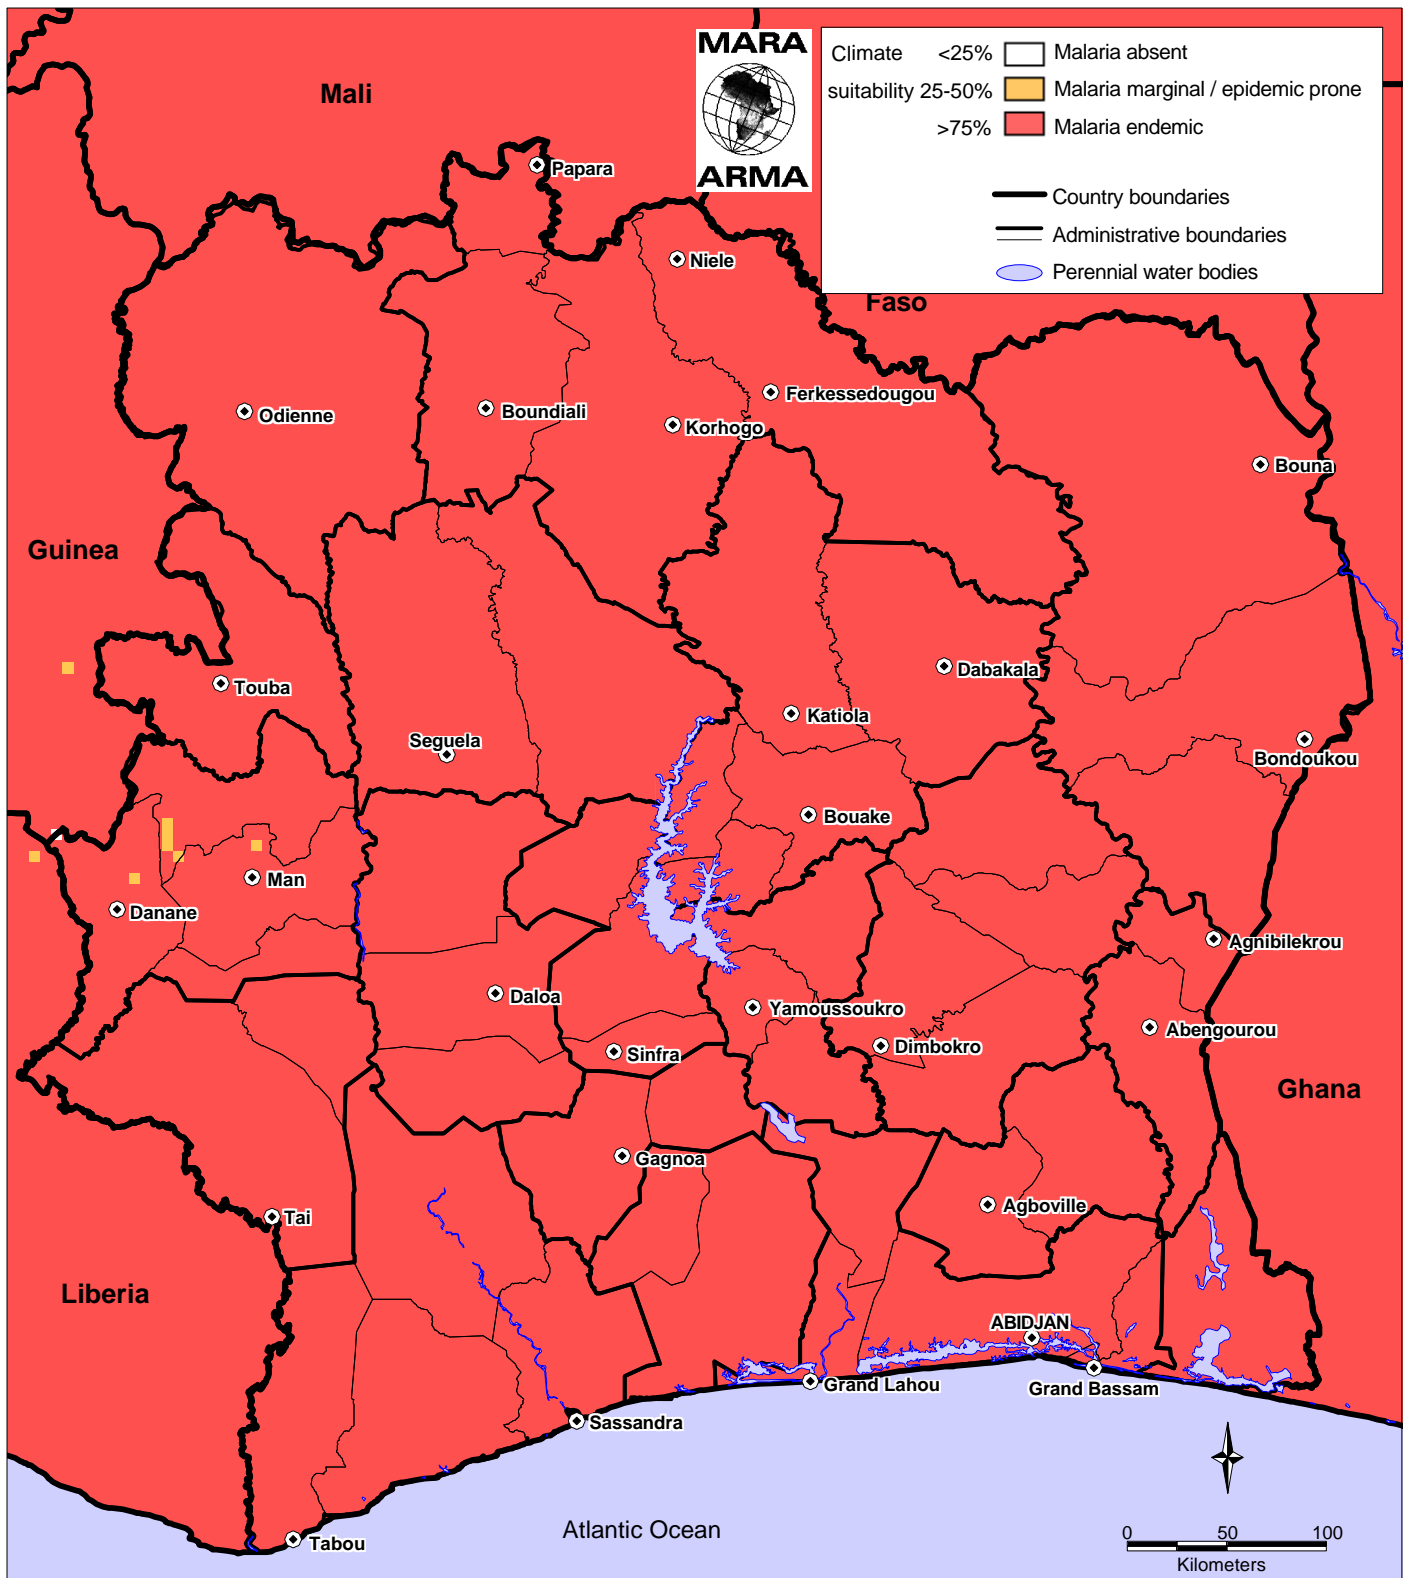 MARA
ARMA
Climate <25% Malaria absent
suitability 25-50% Malaria marginal / epidemic prone
>75% Malaria endemic
Country boundaries
Administrative boundaries
Perennial water bodies
Mali
Papara
Niele
Faso
Ferkessedougou
Odienne
Boundiali
Korhogo
Bouna
Guinea
Touba
Dabakala
Katiola
Seguela
Bondoukou
Bouake
Man
Danane
Agnibilekrou
Daloa
Yamoussoukro
Abengourou
Sinfra
Dimbokro
Ghana
Gagnoa
Tai
Agboville
Liberia
ABIDJAN
Grand Lahou
Grand Bassam
Sassandra
Atlantic Ocean
Tabou
0 50 100
Kilometers